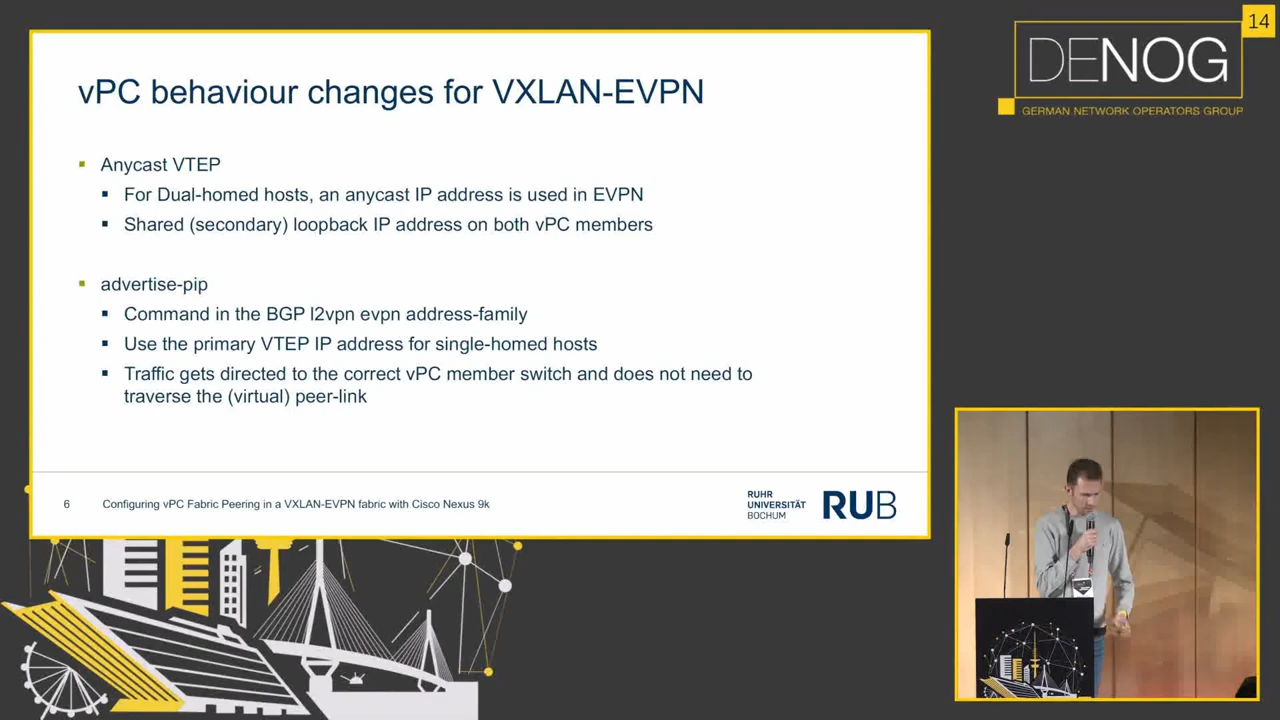 vPC behaviour changes for VXLAN-EVPN
▪ Anycast VTEP
▪ For Dual-homed hosts, an anycast IP address is used in EVPN
▪ Shared (secondary) loopback IP address on both vPC members
▪ advertise-pip
▪ Command in the BGP l2vpn evpn address-family
▪ Use the primary VTEP IP address for single-homed hosts
▪ Traffic gets directed to the correct vPC member switch and does not need to
traverse the (virtual) peer-link
6 Configuring vPC Fabric Peering in a VXLAN-EVPN fabric with Cisco Nexus 9k
RUHR
UNIVERSITÄT
BOCHUM
RUB
14
DENOG
GERMAN NETWORK OPERATORS GROUP